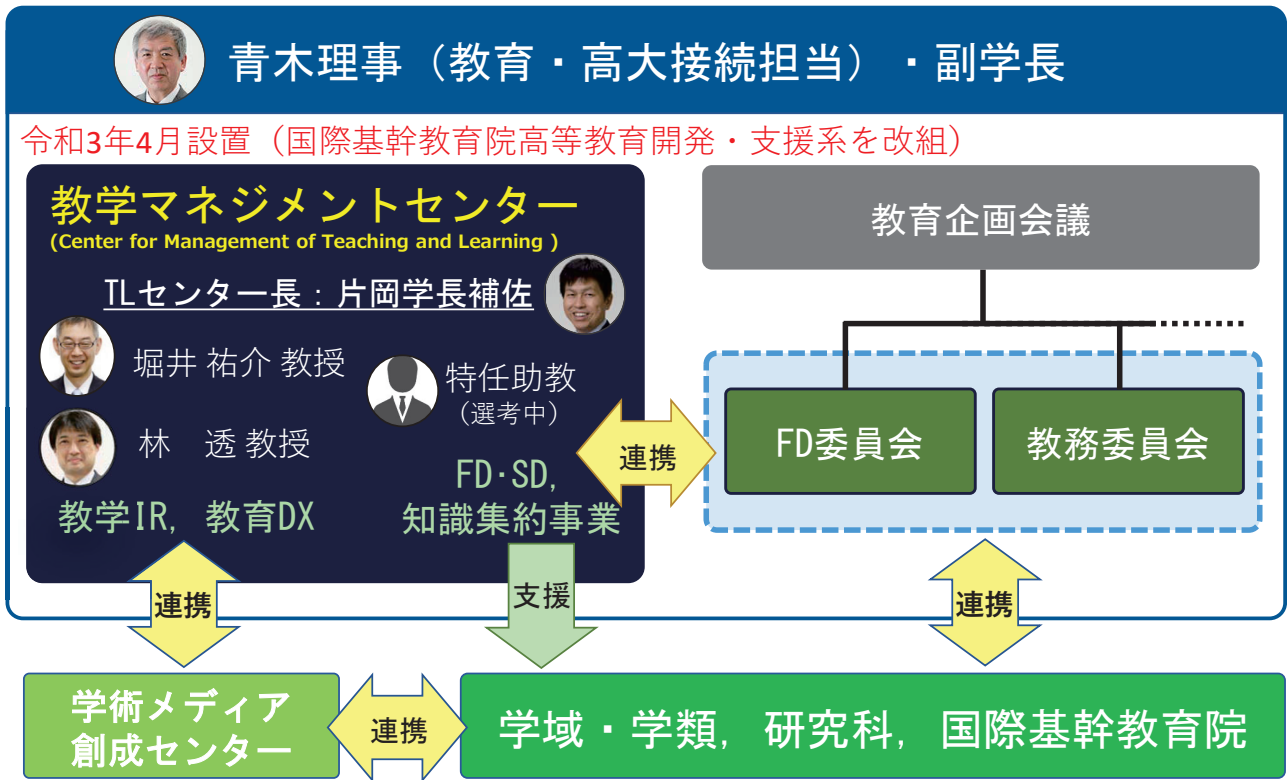 青木理事（教育・高大接続担当）・副学長
令和3年4月設置（国際基幹教育院高等教育開発・支援系を改組）
教学マネジメントセンター
(Center for Management of Teaching and Learning )
TLセンター長：片岡学長補佐
堀井 祐介 教授
特任助教
（選考中）
林　透 教授
教学IR, 教育DX
FD・SD,
知識集約事業
教育企画会議
FD委員会
教務委員会
連携
連携
支援
連携
学術メディア
創成センター
連携
学域・学類, 研究科, 国際基幹教育院